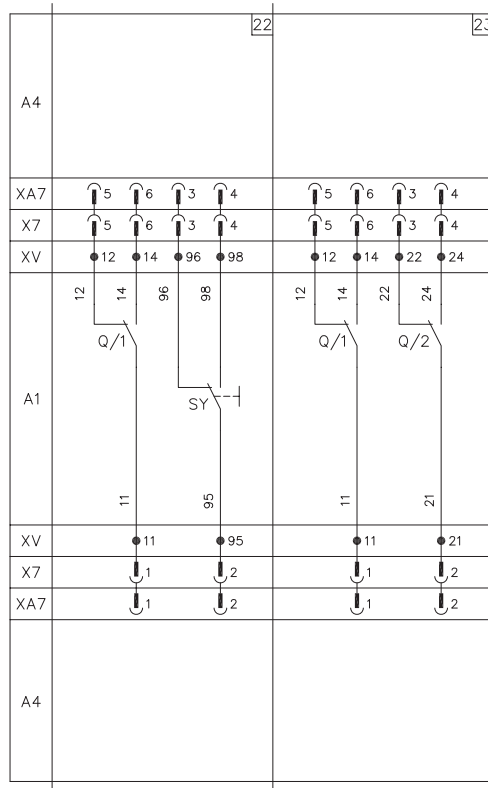 22 23
A4
XA7 5 6 3 4 5 6 3 4
X7 5 6 3 4 5 6 3 4
XV 12 14 96 98 12 14 22 24
12 14 96 98 12 14 22 24
Q/1 Q/1 Q/2
A1 SY
11 95 11 21
XV 11 95 11 21
X7 1 2 1 2
XA7 1 2 1 2
A4